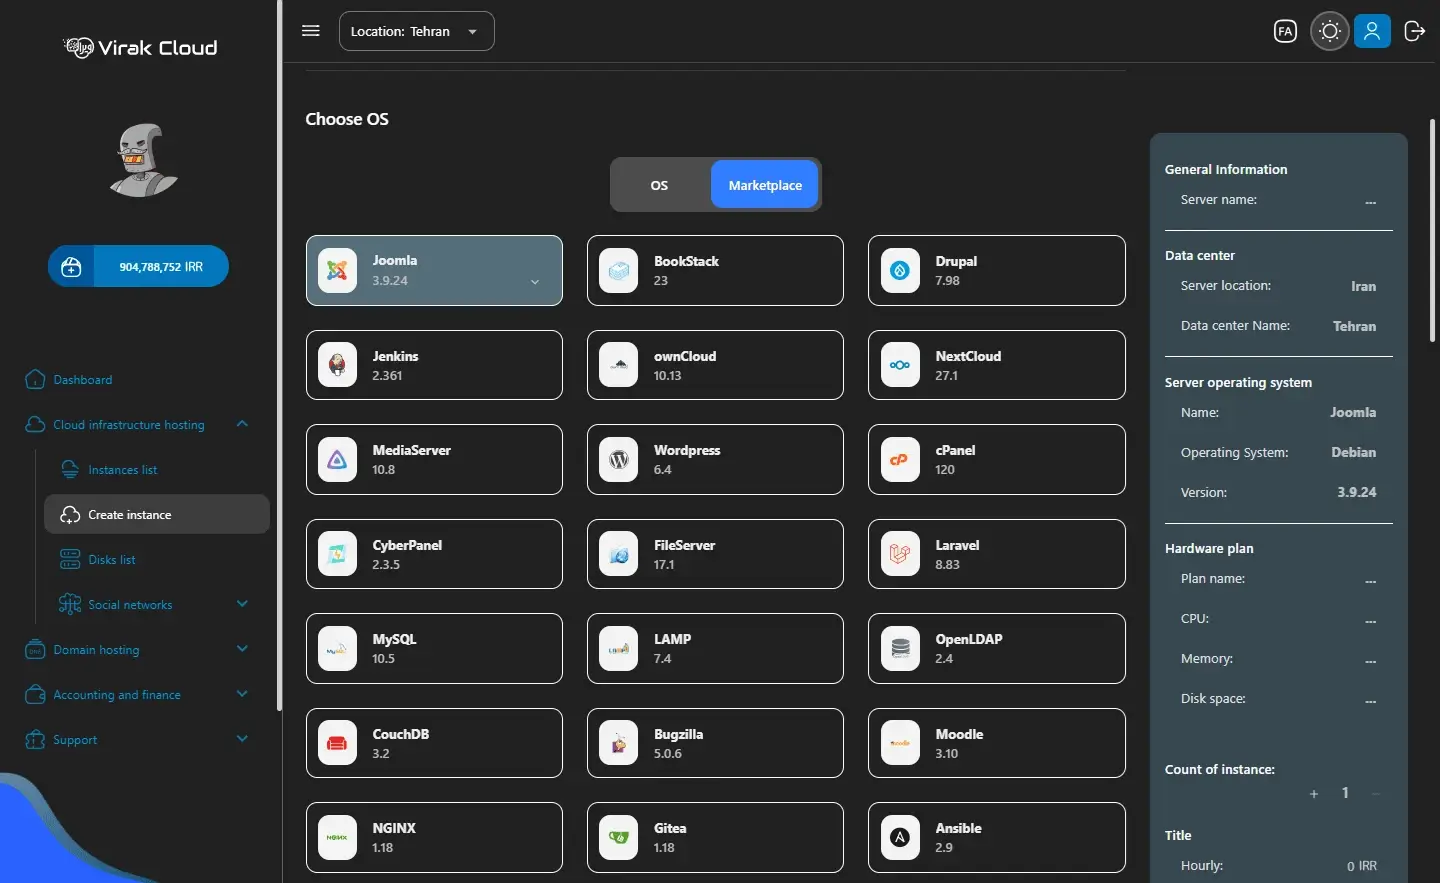 Virak Cloud
904,788,752 IRR
Dashboard
Cloud infrastructure hosting
Instances list
Create instance
Disks list
Social networks
Domain hosting
Accounting and finance
Support
Location: Tehran
FA
Choose OS
OS
Marketplace
Joomla
3.9.24
BookStack
23
Drupal
7.98
Jenkins
2.361
ownCloud
10.13
NextCloud
27.1
MediaServer
10.8
Wordpress
6.4
cPanel
120
CyberPanel
2.3.5
FileServer
17.1
Laravel
8.83
MySQL
10.5
LAMP
7.4
OpenLDAP
2.4
CouchDB
3.2
Bugzilla
5.0.6
Moodle
3.10
NGINX
1.18
Gitea
1.18
Ansible
2.9
General Information
Server name: ---
Data center
Server location: Iran
Data center Name: Tehran
Server operating system
Name: Joomla
Operating System: Debian
Version: 3.9.24
Hardware plan
Plan name: ---
CPU: ---
Memory: ---
Disk space: ---
Count of instance:
+ 1 −
Title
Hourly: 0 IRR